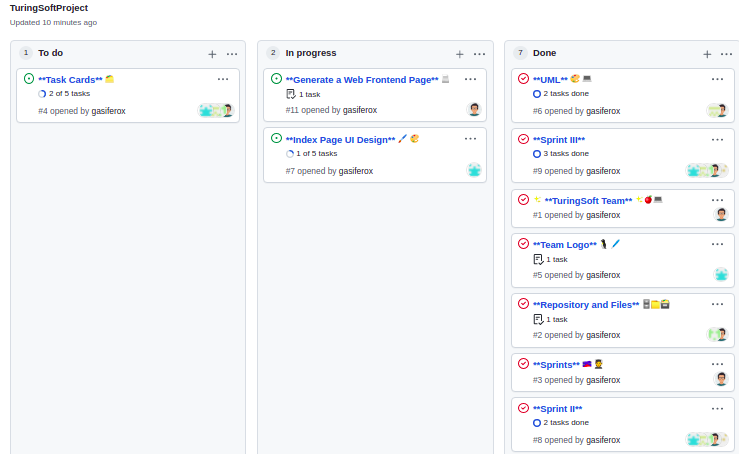 TuringSoftProject
Updated 10 minutes ago
1 To do
**Task Cards**
2 of 5 tasks
#4 opened by gasiferox
2 In progress
**Generate a Web Frontend Page**
1 task
#11 opened by gasiferox
**Index Page UI Design**
1 of 5 tasks
#7 opened by gasiferox
7 Done
**UML**
2 tasks done
#6 opened by gasiferox
**Sprint III**
3 tasks done
#9 opened by gasiferox
**TuringSoft Team**
#1 opened by gasiferox
**Team Logo**
1 task
#5 opened by gasiferox
**Repository and Files**
1 task
#2 opened by gasiferox
**Sprints**
#3 opened by gasiferox
**Sprint II**
2 tasks done
#8 opened by gasiferox